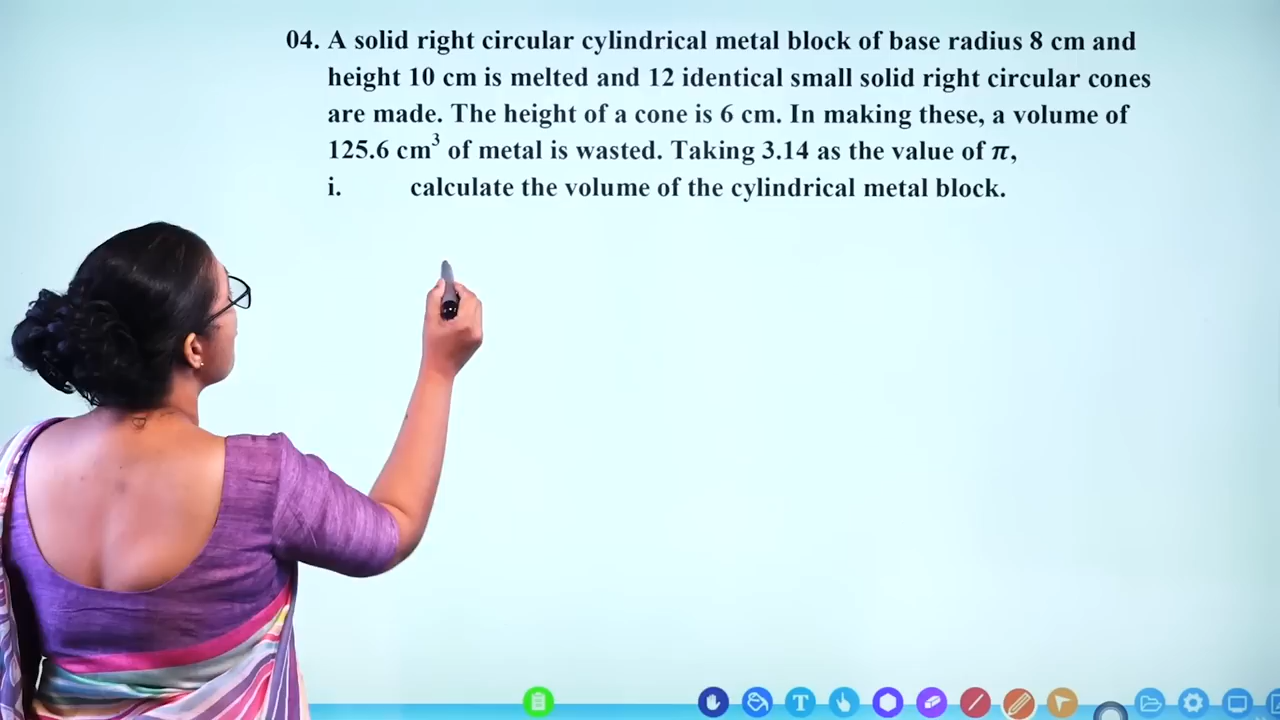 04. A solid right circular cylindrical metal block of base radius 8 cm and
height 10 cm is melted and 12 identical small solid right circular cones
are made. The height of a cone is 6 cm. In making these, a volume of
125.6 cm³ of metal is wasted. Taking 3.14 as the value of π,
i. calculate the volume of the cylindrical metal block.
T